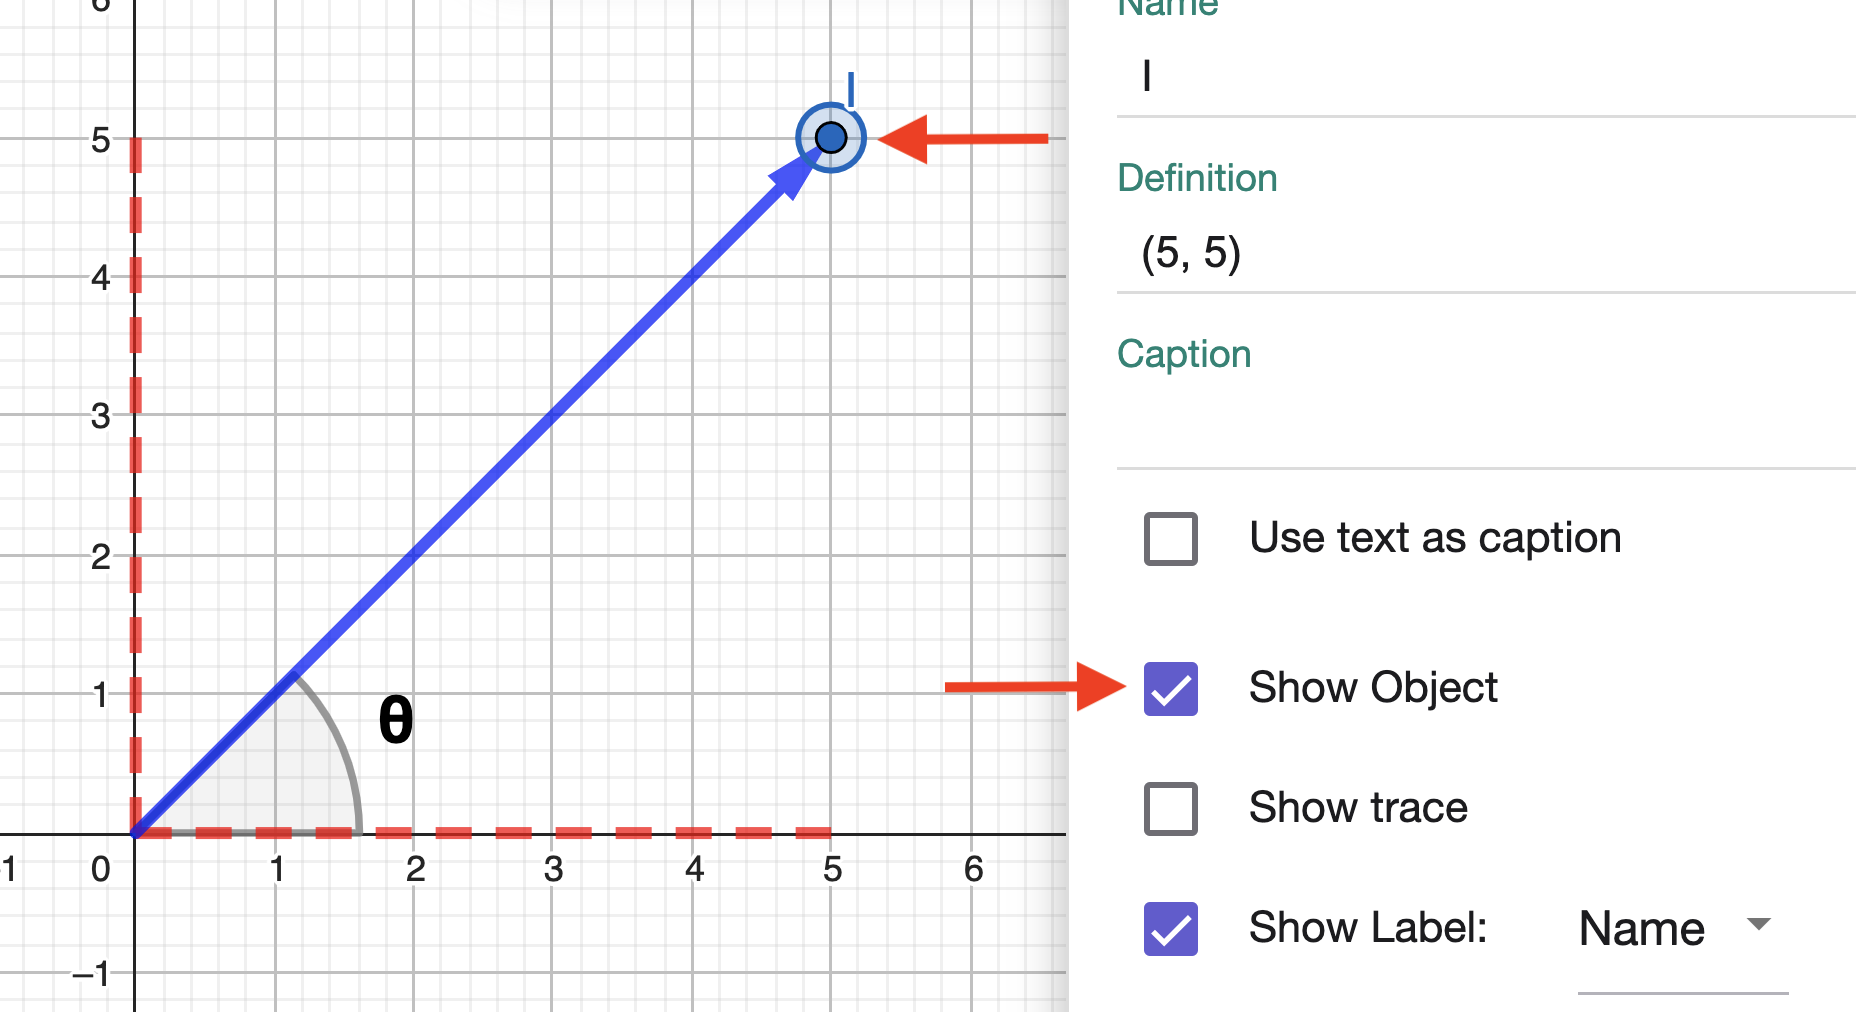 6
5
4
3
2
1
-1
0
1
2
3
4
5
6
–1
I
θ
Name
I
Definition
(5, 5)
Caption
Use text as caption
Show Object
Show trace
Show Label: Name